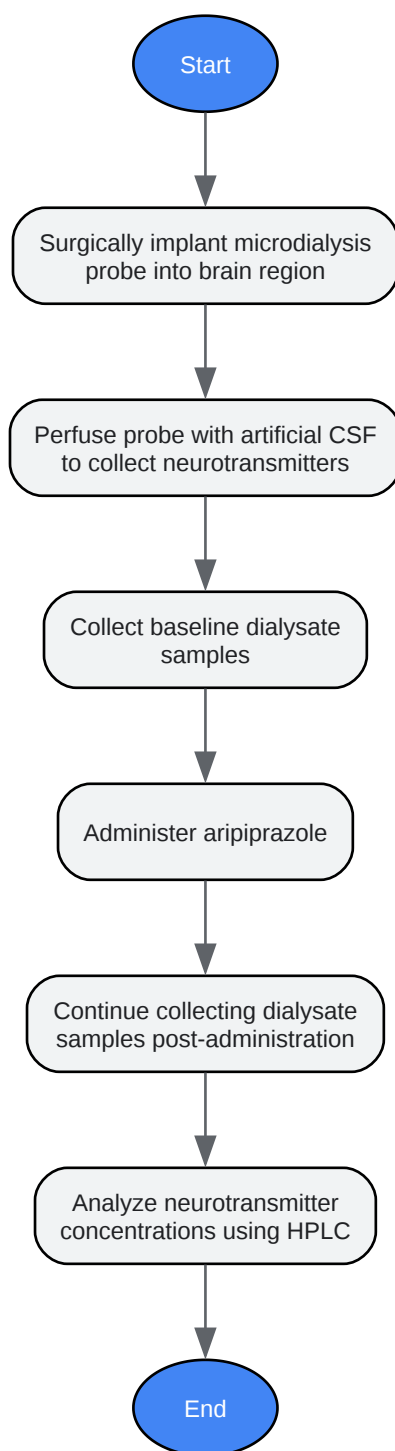 Start
Surgically implant microdialysis
probe into brain region
Perfuse probe with artificial CSF
to collect neurotransmitters
Collect baseline dialysate
samples
Administer aripiprazole
Continue collecting dialysate
samples post-administration
Analyze neurotransmitter
concentrations using HPLC
End